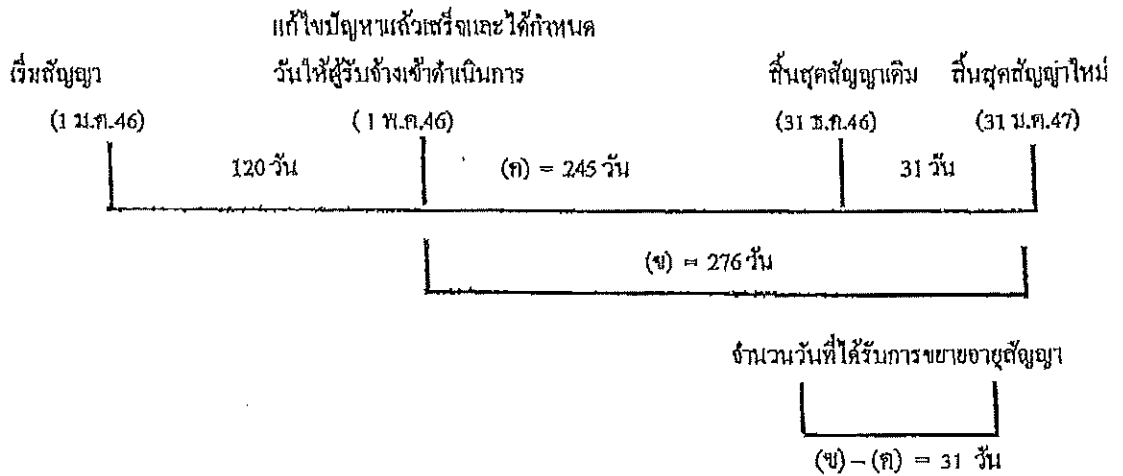 แก้ไขปัญหาแล้วเสร็จและได้กำหนด
เริ่มสัญญา วันให้ผู้รับจ้างเข้าดำเนินการ สิ้นสุดสัญญาเดิม สิ้นสุดสัญญาใหม่
(1 ม.ค.46) (1 พ.ค.46) (31 ธ.ค.46) (31 ม.ค.47)
120 วัน (ค) = 245 วัน 31 วัน
(ข) = 276 วัน
จำนวนวันที่ได้รับการขยายอายุสัญญา
(ข) – (ค) = 31 วัน